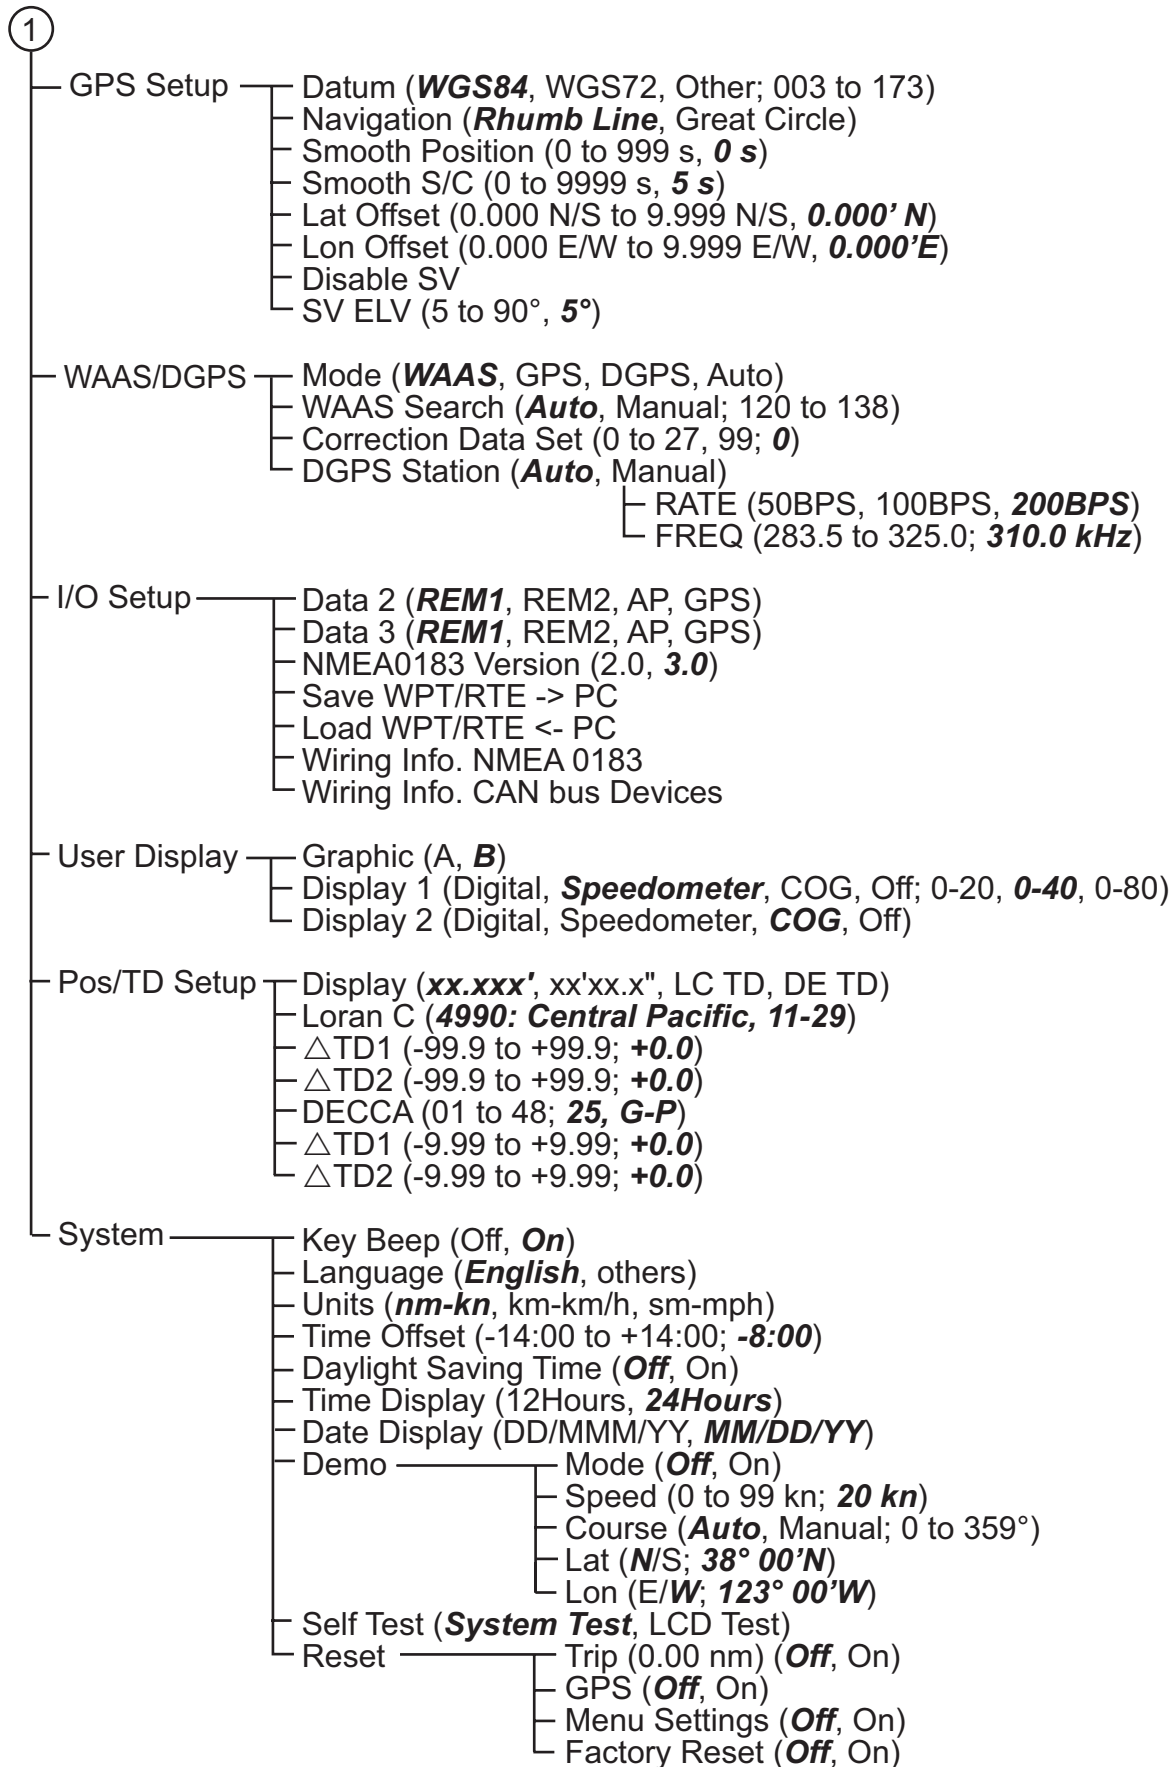 1
GPS Setup
Datum (WGS84, WGS72, Other; 003 to 173)
Navigation (Rhumb Line, Great Circle)
Smooth Position (0 to 999 s, 0 s)
Smooth S/C (0 to 9999 s, 5 s)
Lat Offset (0.000 N/S to 9.999 N/S, 0.000’ N)
Lon Offset (0.000 E/W to 9.999 E/W, 0.000’E)
Disable SV
SV ELV (5 to 90°, 5°)
WAAS/DGPS
Mode (WAAS, GPS, DGPS, Auto)
WAAS Search (Auto, Manual; 120 to 138)
Correction Data Set (0 to 27, 99; 0)
DGPS Station (Auto, Manual)
RATE (50BPS, 100BPS, 200BPS)
FREQ (283.5 to 325.0; 310.0 kHz)
I/O Setup
Data 2 (REM1, REM2, AP, GPS)
Data 3 (REM1, REM2, AP, GPS)
NMEA0183 Version (2.0, 3.0)
Save WPT/RTE -> PC
Load WPT/RTE <- PC
Wiring Info. NMEA 0183
Wiring Info. CAN bus Devices
User Display
Graphic (A, B)
Display 1 (Digital, Speedometer, COG, Off; 0-20, 0-40, 0-80)
Display 2 (Digital, Speedometer, COG, Off)
Pos/TD Setup
Display (xx.xxx', xx'xx.x", LC TD, DE TD)
Loran C (4990: Central Pacific, 11-29)
△TD1 (-99.9 to +99.9; +0.0)
△TD2 (-99.9 to +99.9; +0.0)
DECCA (01 to 48; 25, G-P)
△TD1 (-9.99 to +9.99; +0.0)
△TD2 (-9.99 to +9.99; +0.0)
System
Key Beep (Off, On)
Language (English, others)
Units (nm-kn, km-km/h, sm-mph)
Time Offset (-14:00 to +14:00; -8:00)
Daylight Saving Time (Off, On)
Time Display (12Hours, 24Hours)
Date Display (DD/MMM/YY, MM/DD/YY)
Demo
Mode (Off, On)
Speed (0 to 99 kn; 20 kn)
Course (Auto, Manual; 0 to 359°)
Lat (N/S; 38° 00’N)
Lon (E/W; 123° 00’W)
Self Test (System Test, LCD Test)
Reset
Trip (0.00 nm) (Off, On)
GPS (Off, On)
Menu Settings (Off, On)
Factory Reset (Off, On)